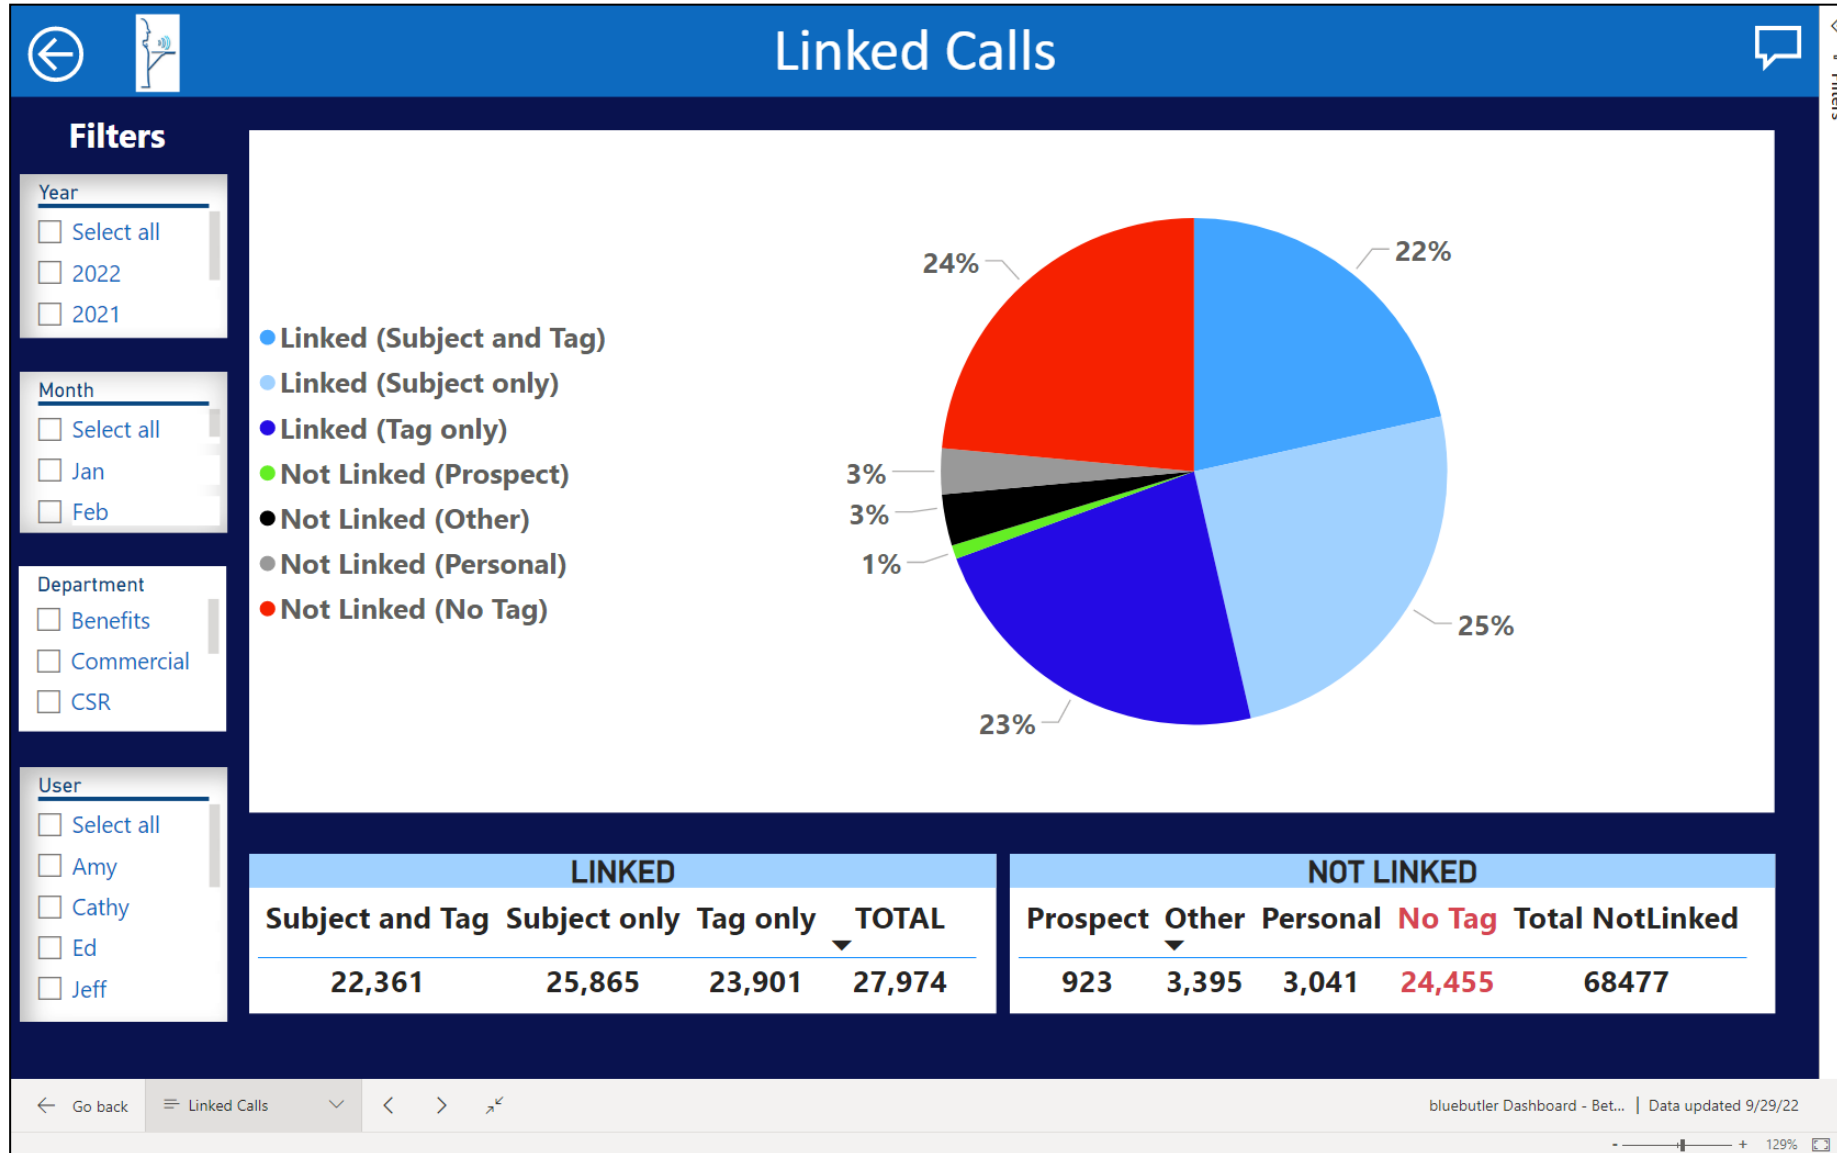 Linked Calls
Filters
Filters
Year
Select all
2022
2021
Month
Select all
Jan
Feb
Department
Benefits
Commercial
CSR
User
Select all
Amy
Cathy
Ed
Jeff
Linked (Subject and Tag)
Linked (Subject only)
Linked (Tag only)
Not Linked (Prospect)
Not Linked (Other)
Not Linked (Personal)
Not Linked (No Tag)
24%
22%
3%
3%
1%
25%
23%
LINKED
Subject and Tag Subject only Tag only TOTAL
22,361 25,865 23,901 27,974
NOT LINKED
Prospect Other Personal No Tag Total NotLinked
923 3,395 3,041 24,455 68477
Go back Linked Calls bluebutler Dashboard - Bet... | Data updated 9/29/22
- + 129%